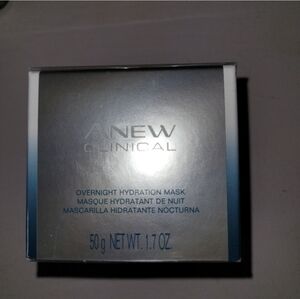 ANEW
CLINICAL
OVERNIGHT HYDRATION MASK
MASQUE HYDRATANT DE NUIT
MASCARILLA HIDRATANTE NOCTURNA
50 g NET WT. 1.7 OZ.